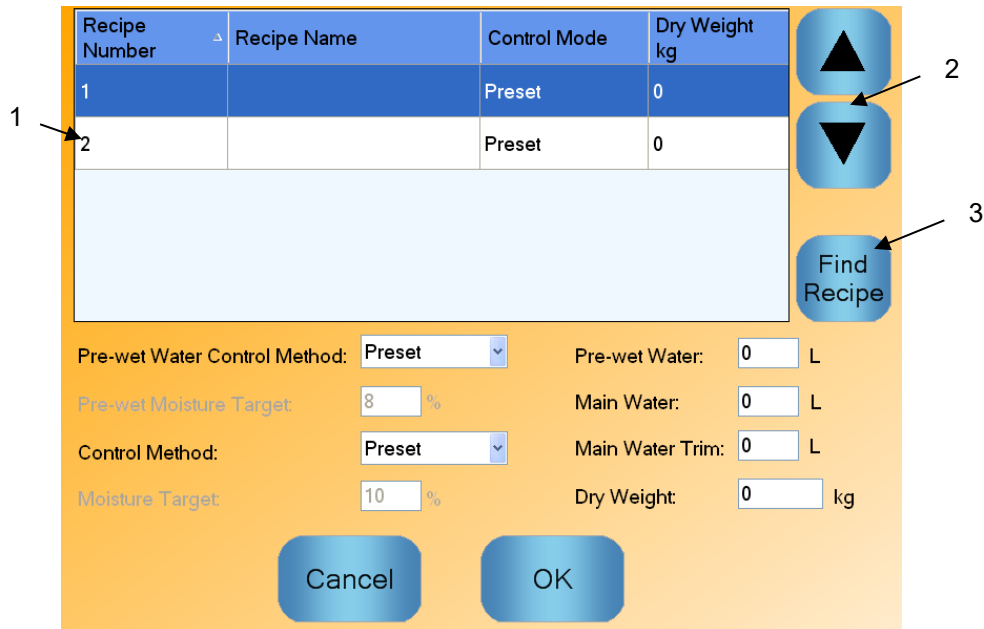 Recipe Number Recipe Name Control Mode Dry Weight kg
1 Preset 0
2 Preset 0
1
2
3
Find
Recipe
Pre-wet Water Control Method: Preset Pre-wet Water: 0 L
Pre-wet Moisture Target: 8 % Main Water: 0 L
Control Method: Preset Main Water Trim: 0 L
Moisture Target: 10 % Dry Weight: 0 kg
Cancel OK